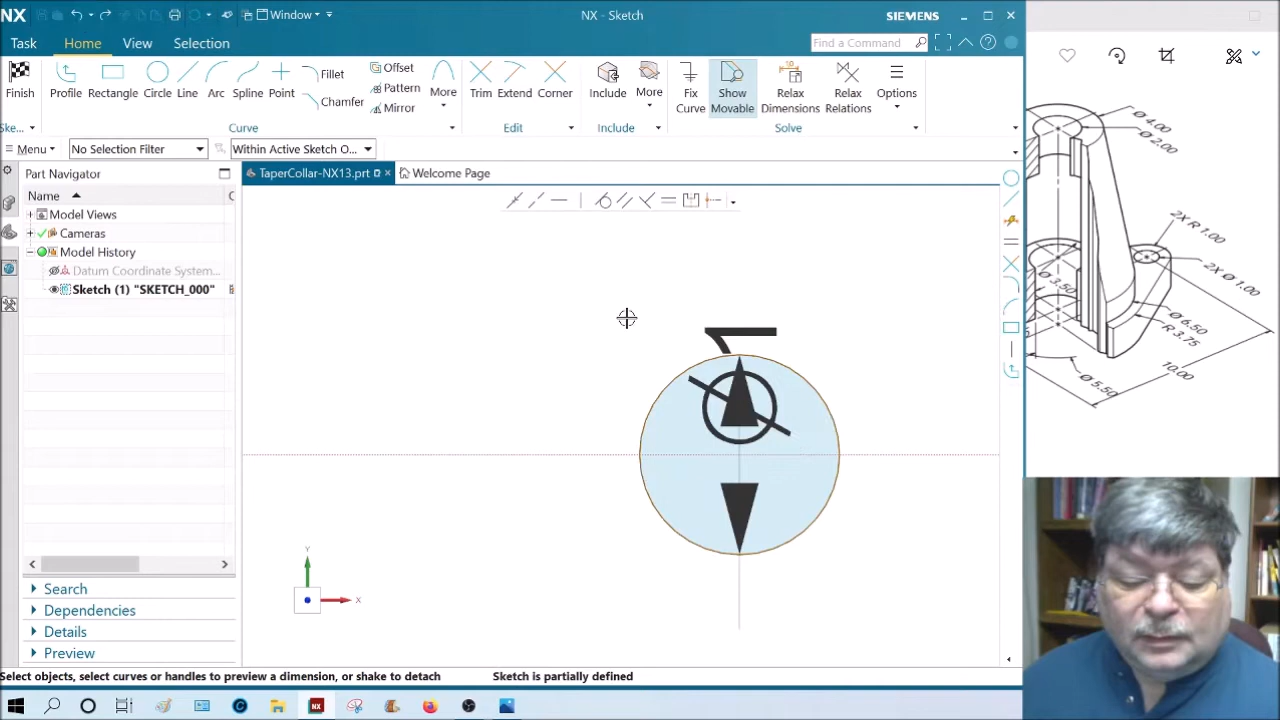 NX
Window
NX - Sketch
SIEMENS
Task
Home
View
Selection
Find a Command
Finish
Profile
Rectangle
Circle
Line
Arc
Spline
Point
Fillet
Chamfer
Offset
Pattern
Mirror
More
Trim
Extend
Corner
Include
More
Fix Curve
Show Movable
Relax Dimensions
Relax Relations
Options
Ske...
Curve
Edit
Include
Solve
Menu
No Selection Filter
Within Active Sketch O...
Part Navigator
TaperCollar-NX13.prt
Welcome Page
Name
Model Views
Cameras
Model History
Datum Coordinate System...
Sketch (1) "SKETCH_000"
Search
Dependencies
Details
Preview
Ø1
Y
X
Select objects, select curves or handles to preview a dimension, or shake to detach
Sketch is partially defined
Ø 4.00
Ø 2.00
2X R 1.00
2X Ø 1.00
Ø 3.50
Ø 6.50
R 3.75
10.00
Ø 5.50